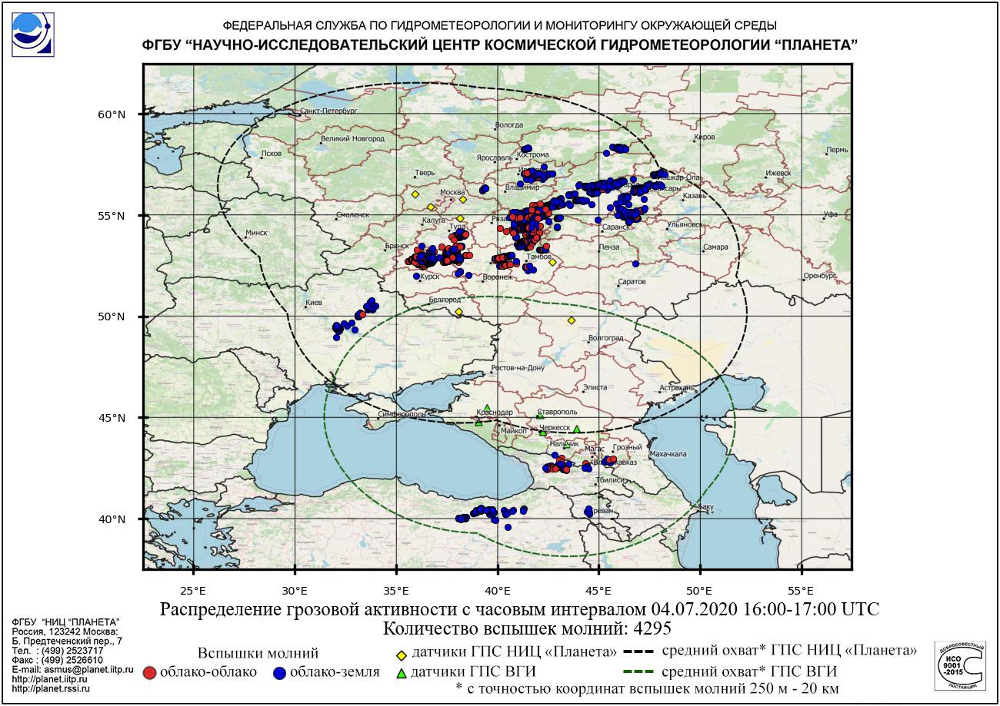 ФЕДЕРАЛЬНАЯ СЛУЖБА ПО ГИДРОМЕТЕОРОЛОГИИ И МОНИТОРИНГУ ОКРУЖАЮЩЕЙ СРЕДЫ
ФГБУ “НАУЧНО-ИССЛЕДОВАТЕЛЬСКИЙ ЦЕНТР КОСМИЧЕСКОЙ ГИДРОМЕТЕОРОЛОГИИ “ПЛАНЕТА”
60°N
55°N
50°N
45°N
40°N
Санкт-Петербург
Вологда
Киров
Великий Новгород
Пермь
Псков
Ярославль
Кострома
Тверь
Ижевск
Йошкар-Ола
Владимир
Москва
Казань
Смоленск
Калуга
Уфа
Минск
Тула
Саранск
Ульяновск
Брянск
Пенза
Самара
Тамбов
Курск
Воронеж
Саратов
Оренбург
Киев
Белгород
Волгоград
Ростов-на-Дону
Элиста
Астрахань
Симферополь
Краснодар
Ставрополь
Майкоп
Черкесск
Нальчик
Магас
Грозный
Махачкала
Тбилиси
Баку
25°E 30°E 35°E 40°E 45°E 50°E 55°E
Распределение грозовой активности с часовым интервалом 04.07.2020 16:00-17:00 UTC
Количество вспышек молний: 4295
ФГБУ “НИЦ “ПЛАНЕТА”
Россия, 123242 Москва:
Б. Предтеченский пер., 7
Тел. : (499) 2523717
Факс : (499) 2526610
E-mail: asmus@planet.iitp.ru
http://planet.iitp.ru
http://planet.rssi.ru
Вспышки молний
облако-облако
облако-земля
датчики ГПС НИЦ «Планета»
датчики ГПС ВГИ
средний охват* ГПС НИЦ «Планета»
средний охват* ГПС ВГИ
* с точностью координат вспышек молний 250 м - 20 км
ДОБРОСОВЕСТНЫЙ
ИСО
9001
-2015
ПОСТАВЩИК